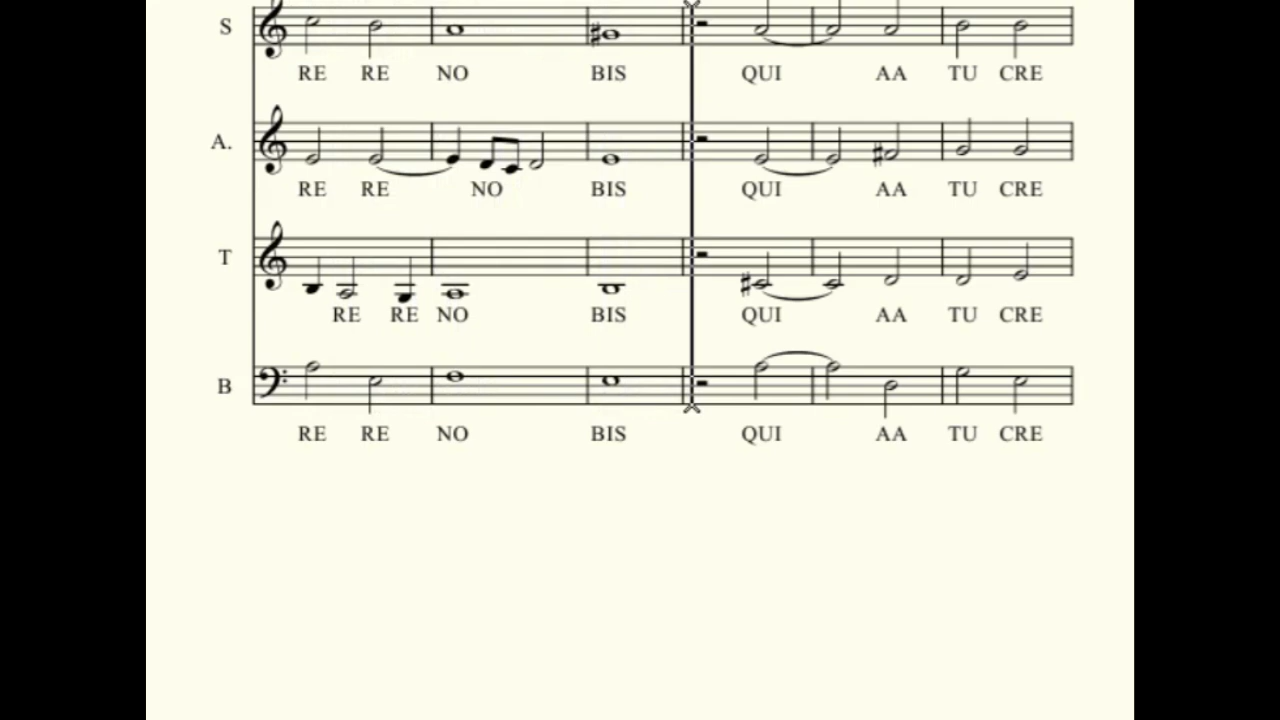 S
RE RE NO BIS QUI AA TU CRE
A.
RE RE NO BIS QUI AA TU CRE
T
RE RE NO BIS QUI AA TU CRE
B
RE RE NO BIS QUI AA TU CRE